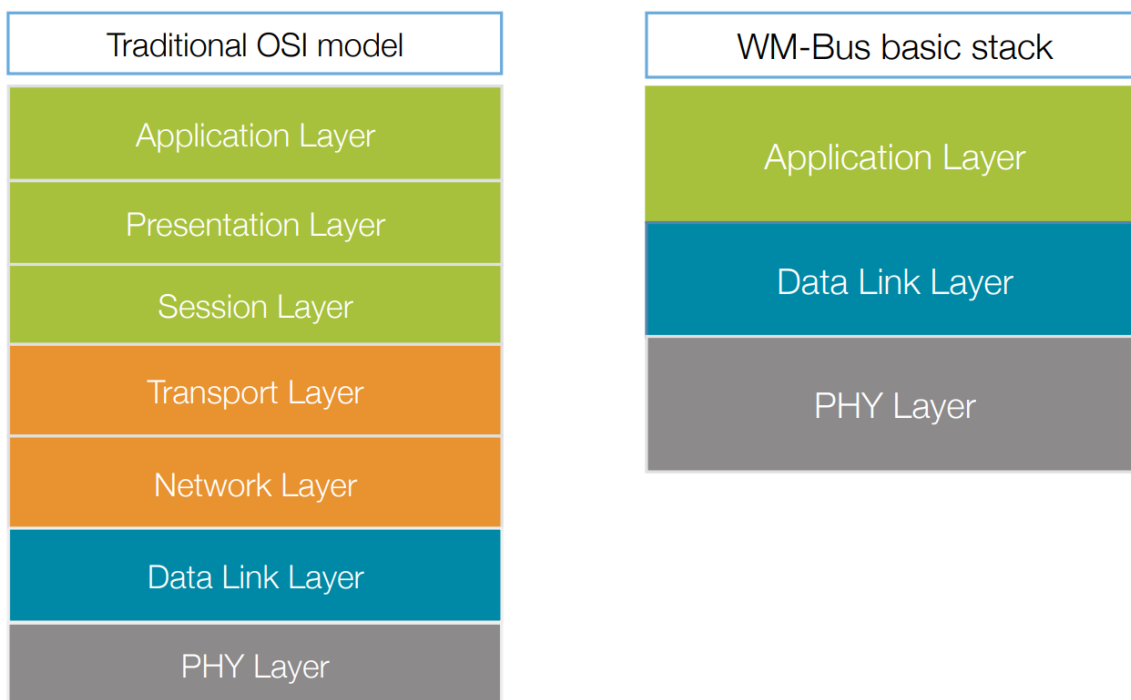 Traditional OSI model
Application Layer
Presentation Layer
Session Layer
Transport Layer
Network Layer
Data Link Layer
PHY Layer
WM-Bus basic stack
Application Layer
Data Link Layer
PHY Layer